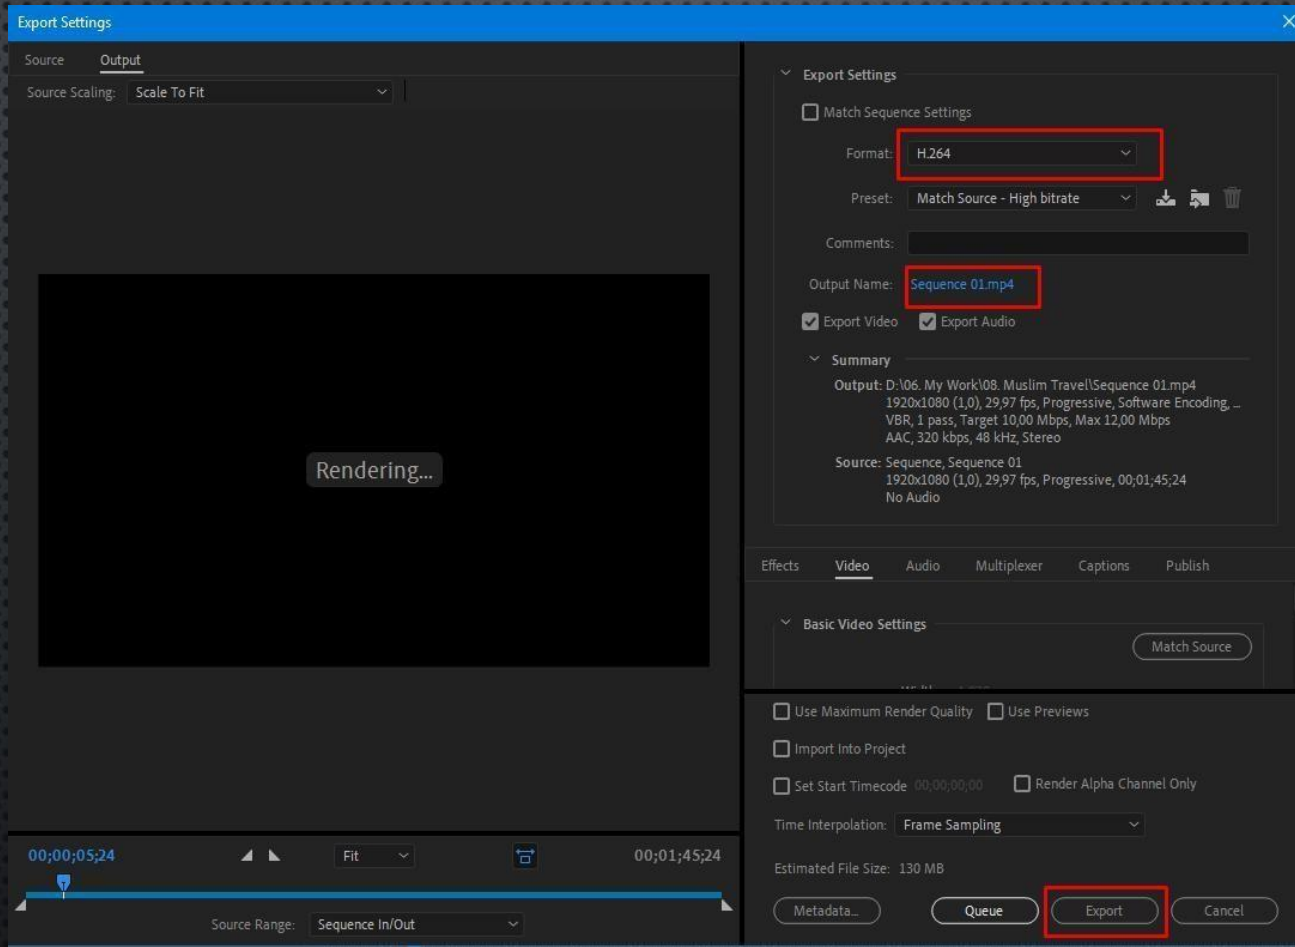 Export Settings
Source Output
Source Scaling: Scale To Fit
Rendering...
00;00;05;24 Fit 00;01;45;24
Source Range: Sequence In/Out
Export Settings
Match Sequence Settings
Format: H.264
Preset: Match Source - High bitrate
Comments:
Output Name: Sequence 01.mp4
Export Video Export Audio
Summary
Output: D:\06. My Work\08. Muslim Travel\Sequence 01.mp4
1920x1080 (1,0), 29,97 fps, Progressive, Software Encoding, ...
VBR, 1 pass, Target 10,00 Mbps, Max 12,00 Mbps
AAC, 320 kbps, 48 kHz, Stereo
Source: Sequence, Sequence 01
1920x1080 (1,0), 29,97 fps, Progressive, 00;01;45;24
No Audio
Effects Video Audio Multiplexer Captions Publish
Basic Video Settings
Match Source
Use Maximum Render Quality Use Previews
Import Into Project
Set Start Timecode 00;00;00;00 Render Alpha Channel Only
Time Interpolation: Frame Sampling
Estimated File Size: 130 MB
Metadata... Queue Export Cancel